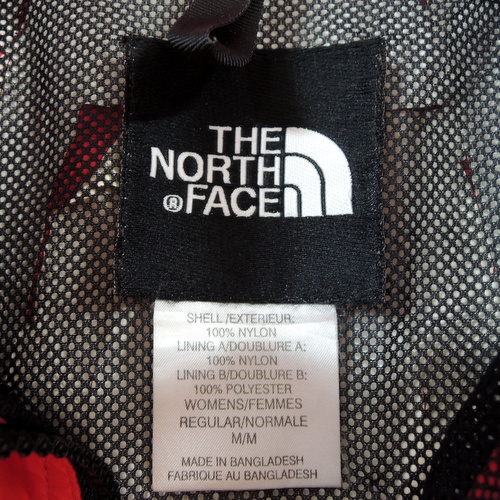 THE
NORTH
® FACE
SHELL/EXTERIEUR:
100% NYLON
LINING A/DOUBLURE A:
100% NYLON
LINING B/DOUBLURE B:
100% POLYESTER
WOMENS/FEMMES
REGULAR/NORMALE
M/M
MADE IN BANGLADESH
FABRIQUE AU BANGLADESH